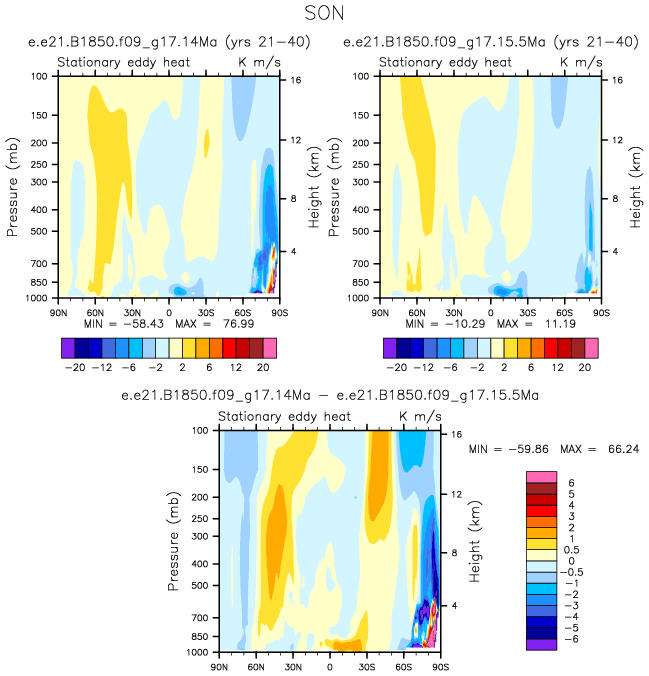 SON
e.e21.B1850.f09_g17.14Ma (yrs 21-40)
Stationary eddy heat K m/s
Pressure (mb)
100
150
200
250
300
400
500
700
850
1000
16
12
8
4
Height (km)
90N 60N 30N 0 30S 60S 90S
MIN = -58.43 MAX = 76.99
-20 -12 -6 -2 2 6 12 20
e.e21.B1850.f09_g17.15.5Ma (yrs 21-40)
Stationary eddy heat K m/s
Pressure (mb)
100
150
200
250
300
400
500
700
850
1000
16
12
8
4
Height (km)
90N 60N 30N 0 30S 60S 90S
MIN = -10.29 MAX = 11.19
-20 -12 -6 -2 2 6 12 20
e.e21.B1850.f09_g17.14Ma - e.e21.B1850.f09_g17.15.5Ma
Stationary eddy heat K m/s
Pressure (mb)
100
150
200
250
300
400
500
700
850
1000
16
12
8
4
Height (km)
90N 60N 30N 0 30S 60S 90S
MIN = -59.86 MAX = 66.24
6
5
4
3
2
1
0.5
0
-0.5
-1
-2
-3
-4
-5
-6